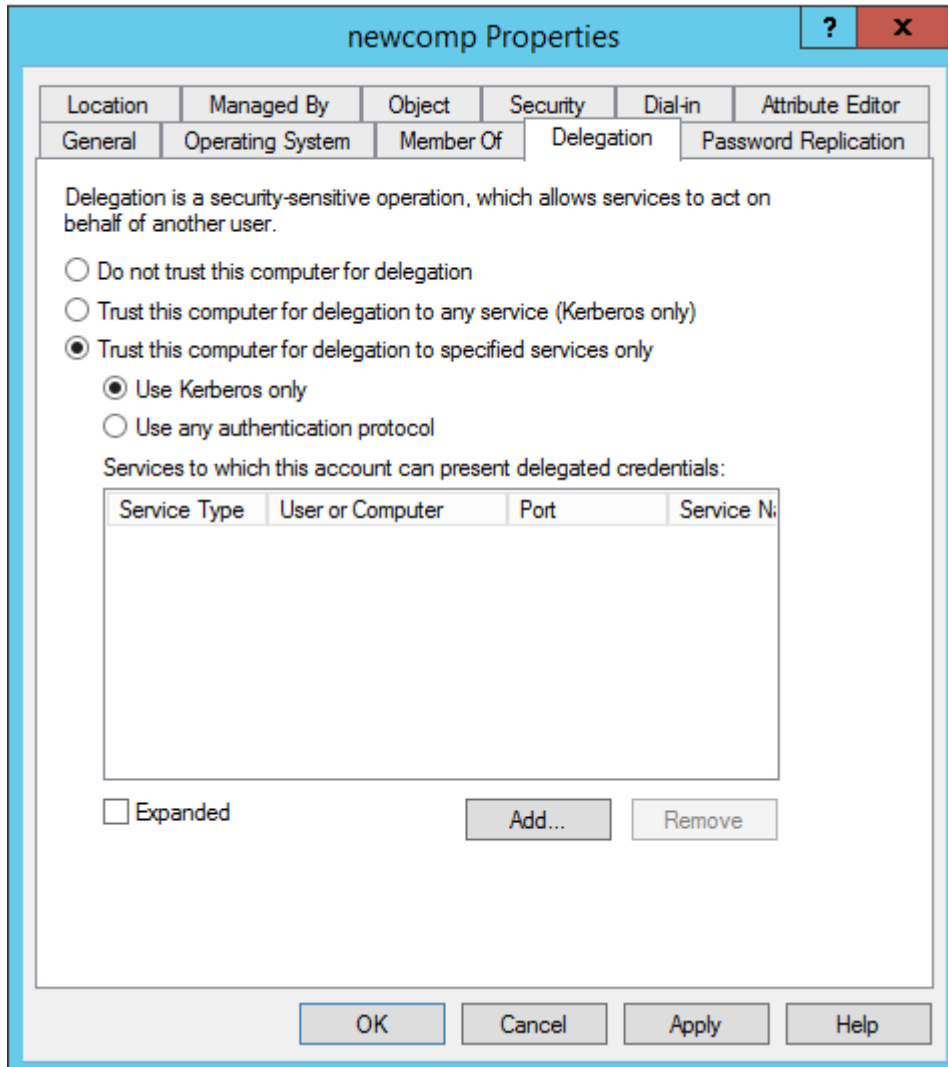 newcomp Properties
? x
Location Managed By Object Security Dial-in Attribute Editor
General Operating System Member Of Delegation Password Replication
Delegation is a security-sensitive operation, which allows services to act on
behalf of another user.
Do not trust this computer for delegation
Trust this computer for delegation to any service (Kerberos only)
Trust this computer for delegation to specified services only
Use Kerberos only
Use any authentication protocol
Services to which this account can present delegated credentials:
Service Type User or Computer Port Service Na
Expanded Add... Remove
OK Cancel Apply Help